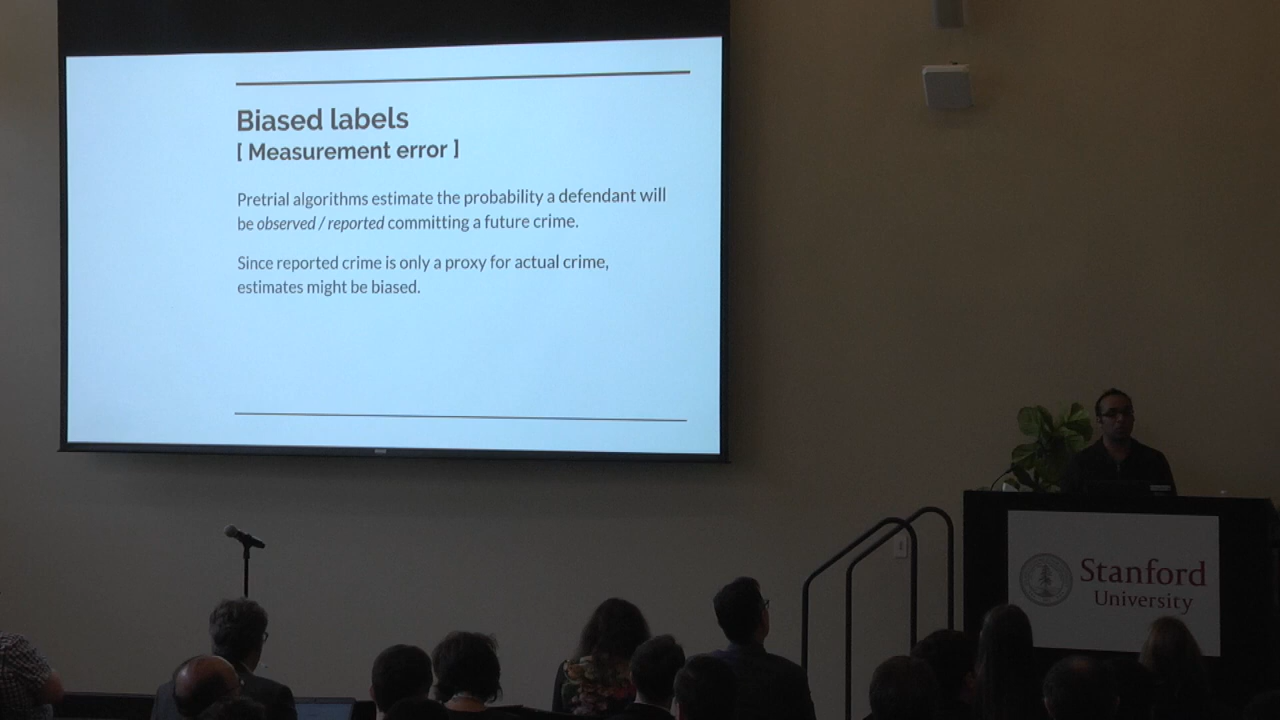 Biased labels
[ Measurement error ]
Pretrial algorithms estimate the probability a defendant will
be observed / reported committing a future crime.
Since reported crime is only a proxy for actual crime,
estimates might be biased.
Stanford
University